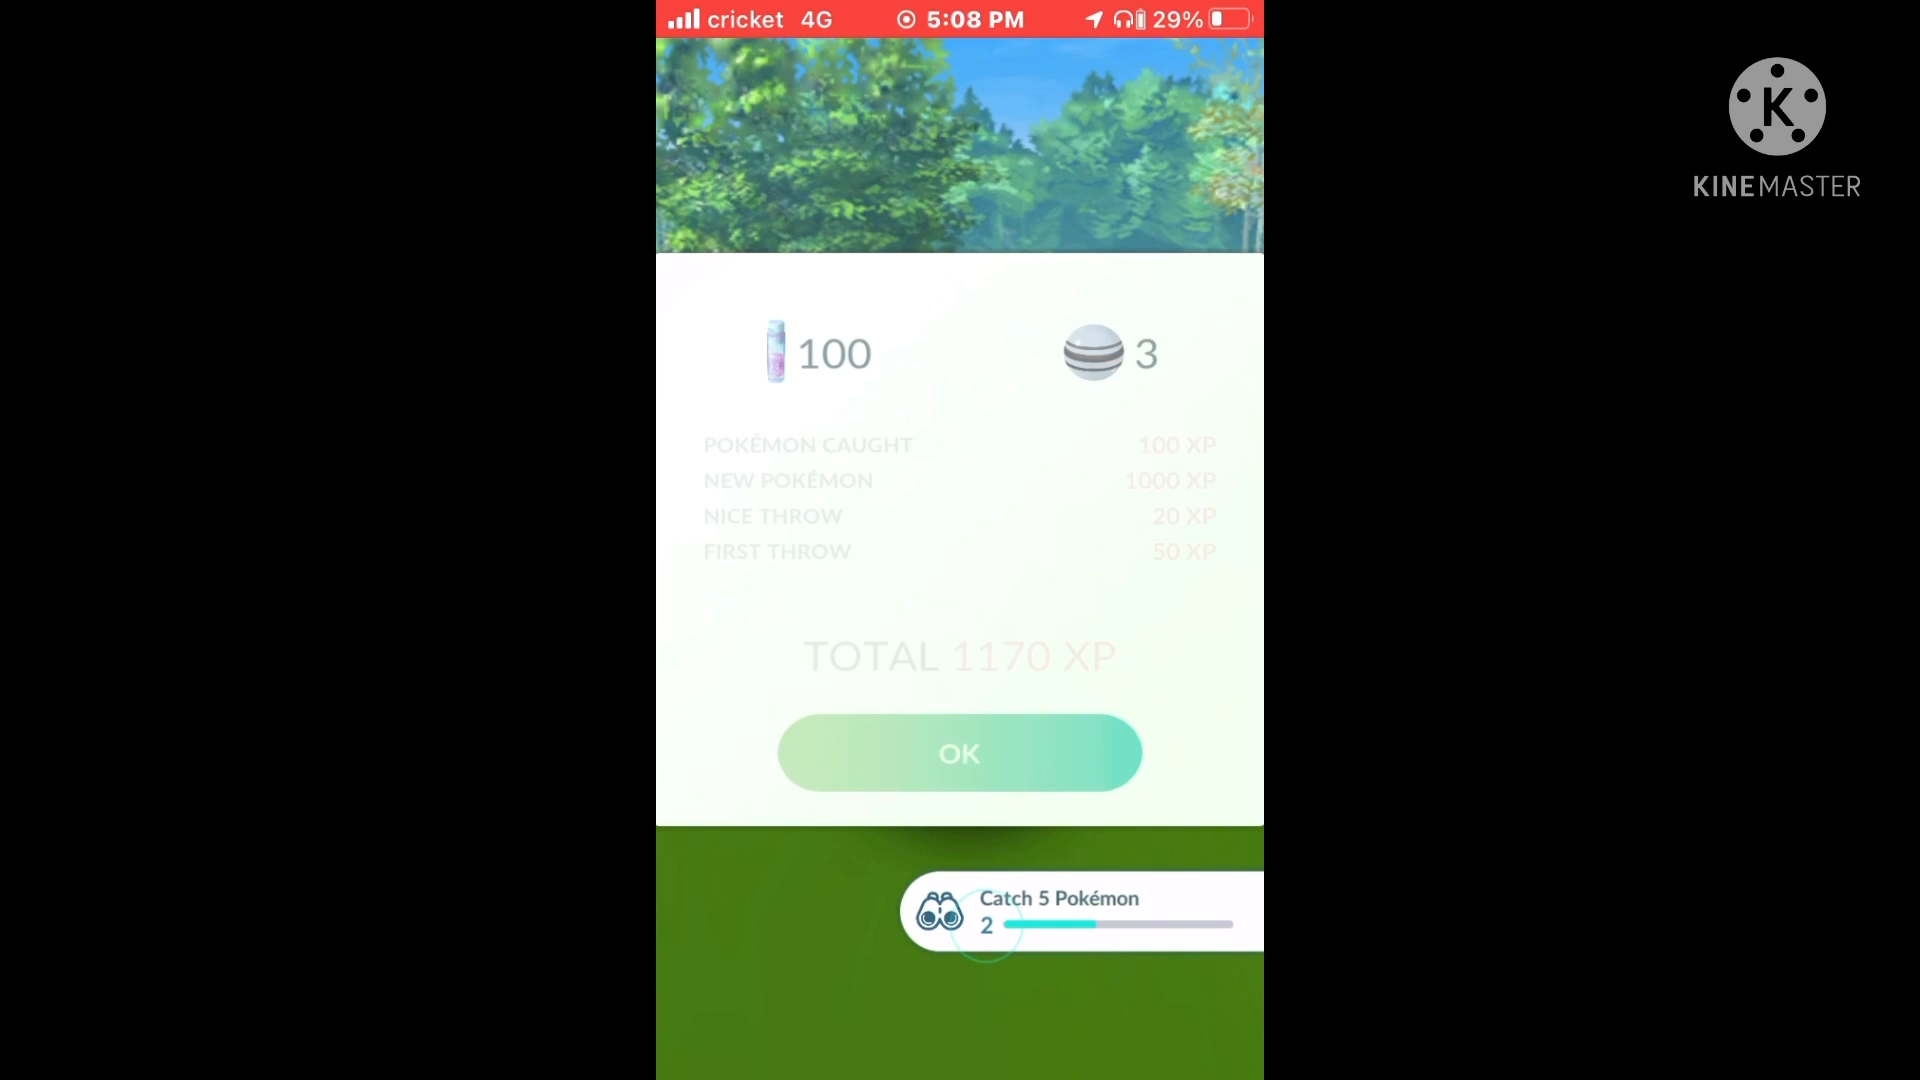 cricket 4G 5:08 PM 29%
K
KINEMASTER
100 3
POKÉMON CAUGHT 100 XP
NEW POKÉMON 1000 XP
NICE THROW 20 XP
FIRST THROW 50 XP
TOTAL 1170 XP
OK
Catch 5 Pokémon
2